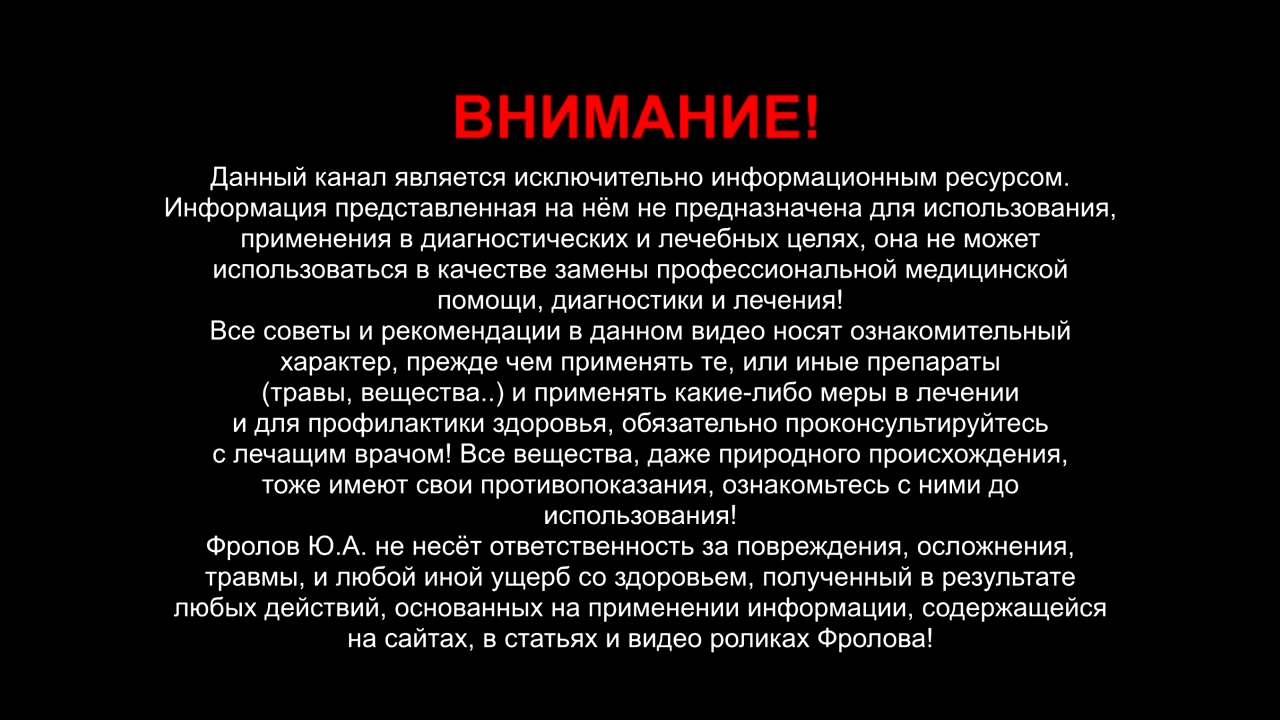 ВНИМАНИЕ!
Данный канал является исключительно информационным ресурсом.
Информация представленная на нём не предназначена для использования,
применения в диагностических и лечебных целях, она не может
использоваться в качестве замены профессиональной медицинской
помощи, диагностики и лечения!
Все советы и рекомендации в данном видео носят ознакомительный
характер, прежде чем применять те, или иные препараты
(травы, вещества..) и применять какие-либо меры в лечении
и для профилактики здоровья, обязательно проконсультируйтесь
с лечащим врачом! Все вещества, даже природного происхождения,
тоже имеют свои противопоказания, ознакомьтесь с ними до
использования!
Фролов Ю.А. не несёт ответственность за повреждения, осложнения,
травмы, и любой иной ущерб со здоровьем, полученный в результате
любых действий, основанных на применении информации, содержащейся
на сайтах, в статьях и видео роликах Фролова!